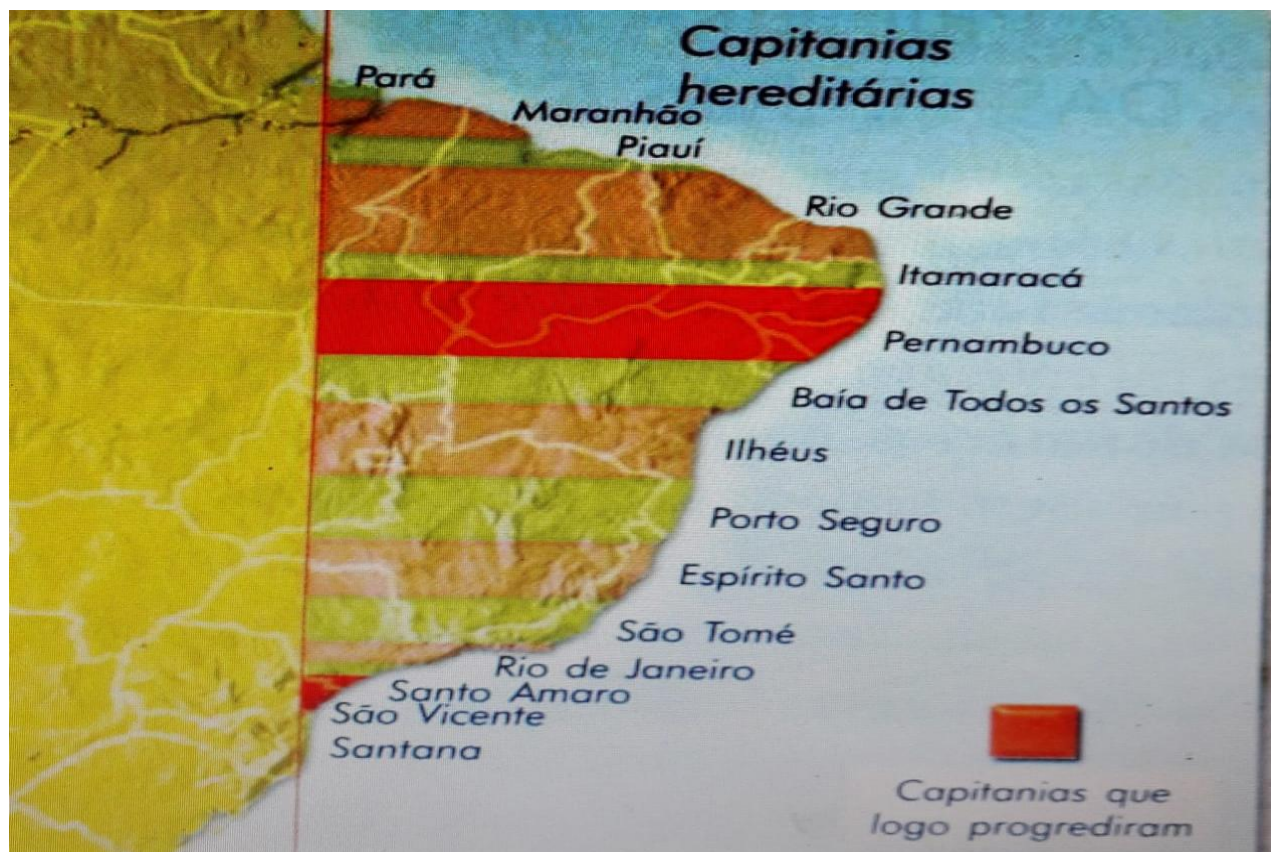 Capitanias
hereditárias
Pará
Maranhão
Piauí
Rio Grande
Itamaracá
Pernambuco
Baía de Todos os Santos
Ilhéus
Porto Seguro
Espírito Santo
São Tomé
Rio de Janeiro
Santo Amaro
São Vicente
Santana
Capitanias que
logo progrediram